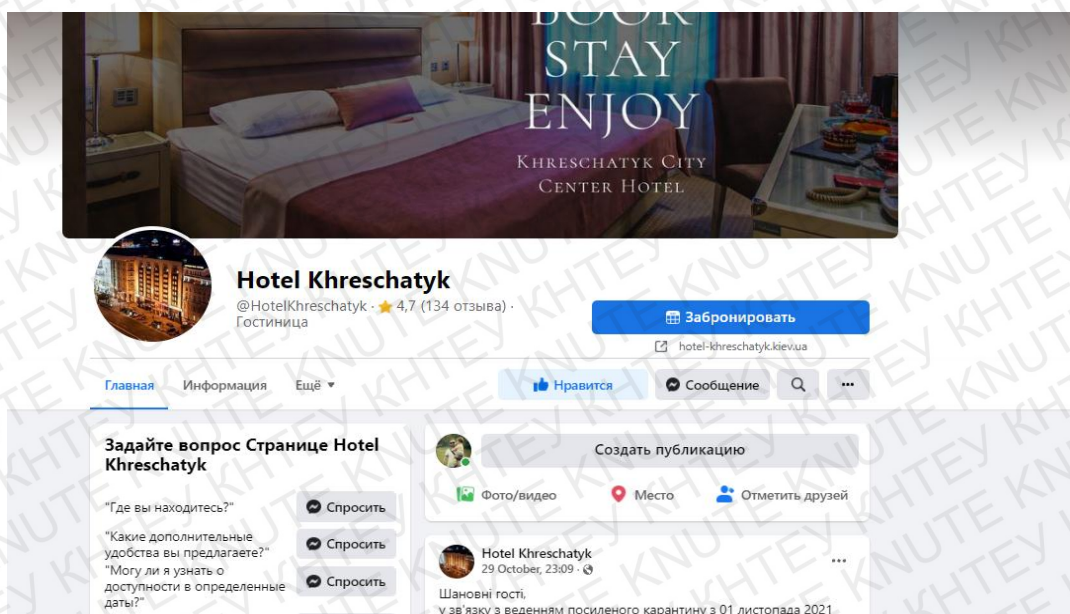 BOOK
STAY
ENJOY
KHRESCHATYK CITY
CENTER HOTEL
Hotel Khreschatyk
@HotelKhreschatyk · 4,7 (134 отзыва) ·
Гостиница
Забронировать
hotel-khreschatyk.kiev.ua
Главная Информация Ещё
Нравится Сообщение
Задайте вопрос Странице Hotel
Khreschatyk
"Где вы находитесь?" Спросить
"Какие дополнительные
удобства вы предлагаете?" Спросить
"Могу ли я узнать о
доступности в определенные
даты?" Спросить
Создать публикацию
Фото/видео Место Отметить друзей
Hotel Khreschatyk
29 October, 23:09 ·
Шановні гості,
у зв'язку з веденням посиленого карантину з 01 листопада 2021